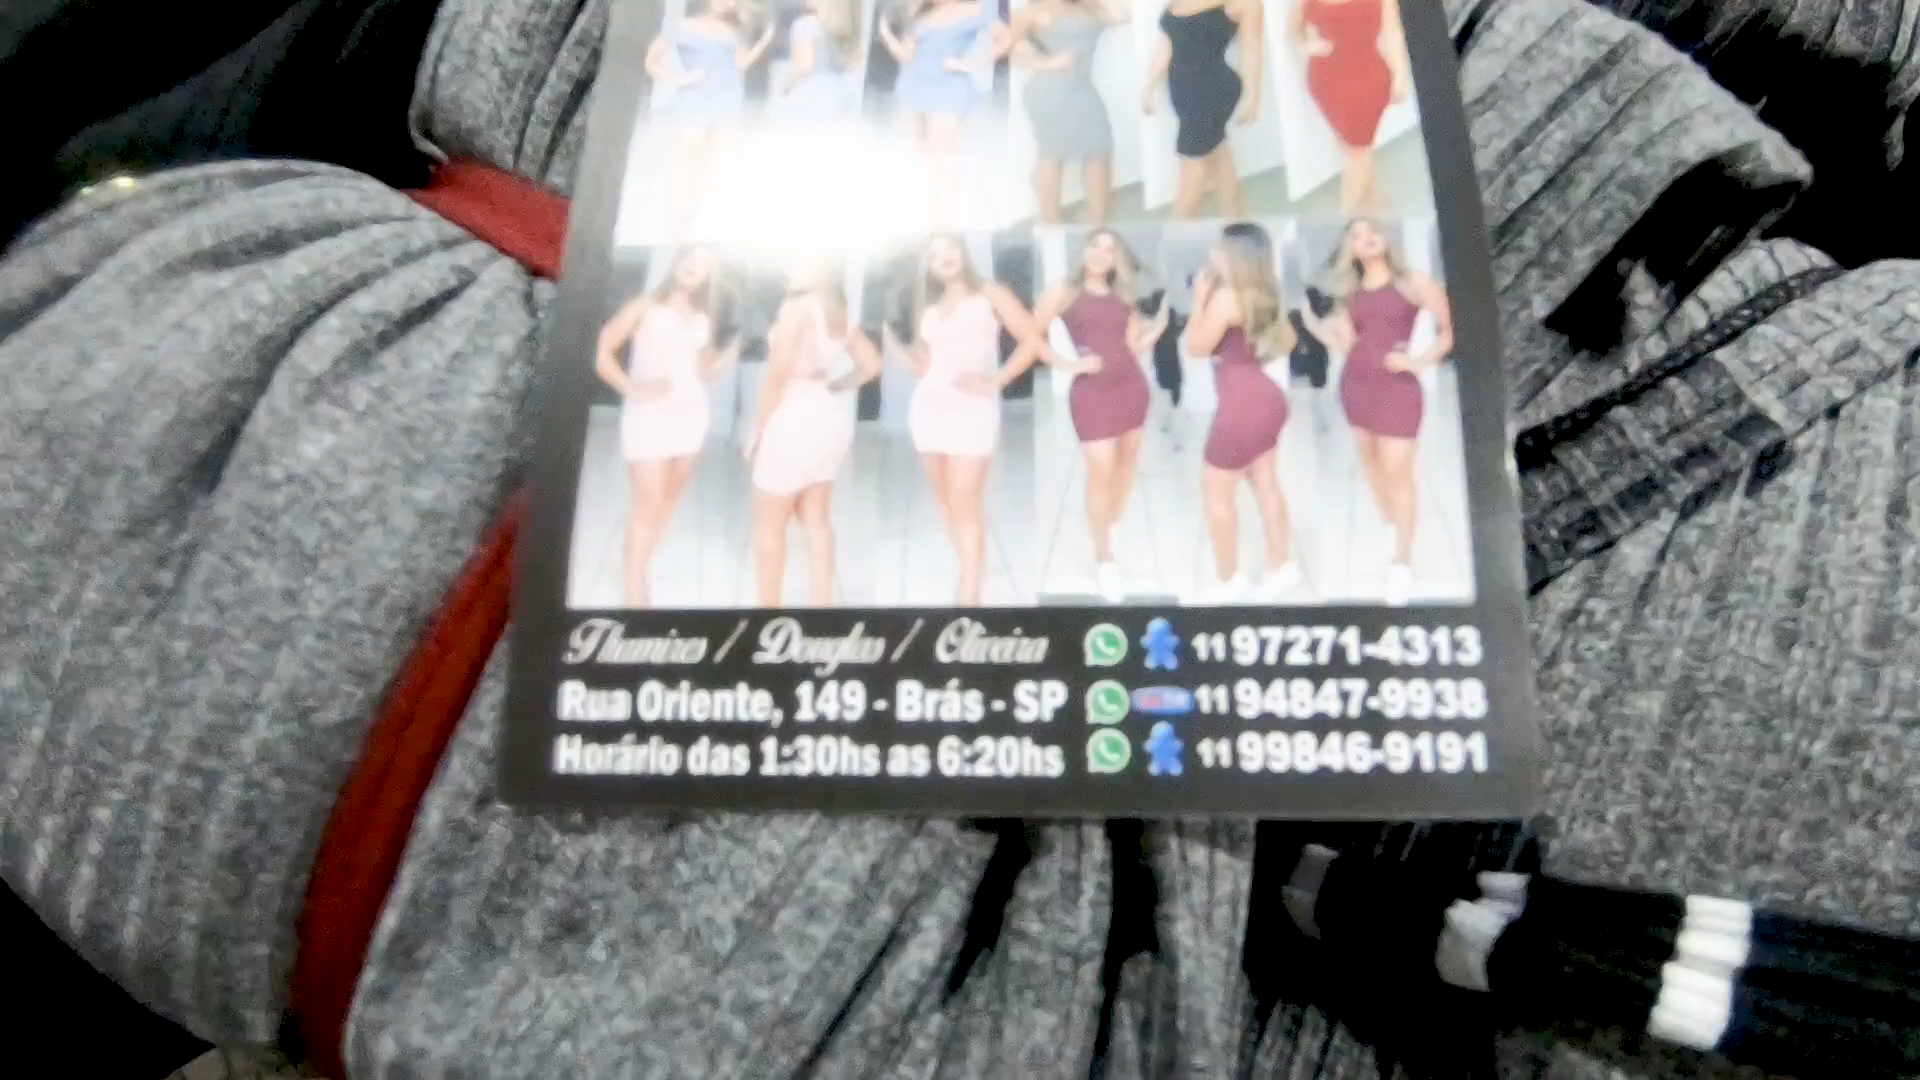 Thamires / Douglas / Oliveira
11 97271-4313
Rua Oriente, 149 - Brás - SP
11 94847-9938
Horário das 1:30hs as 6:20hs
11 99846-9191